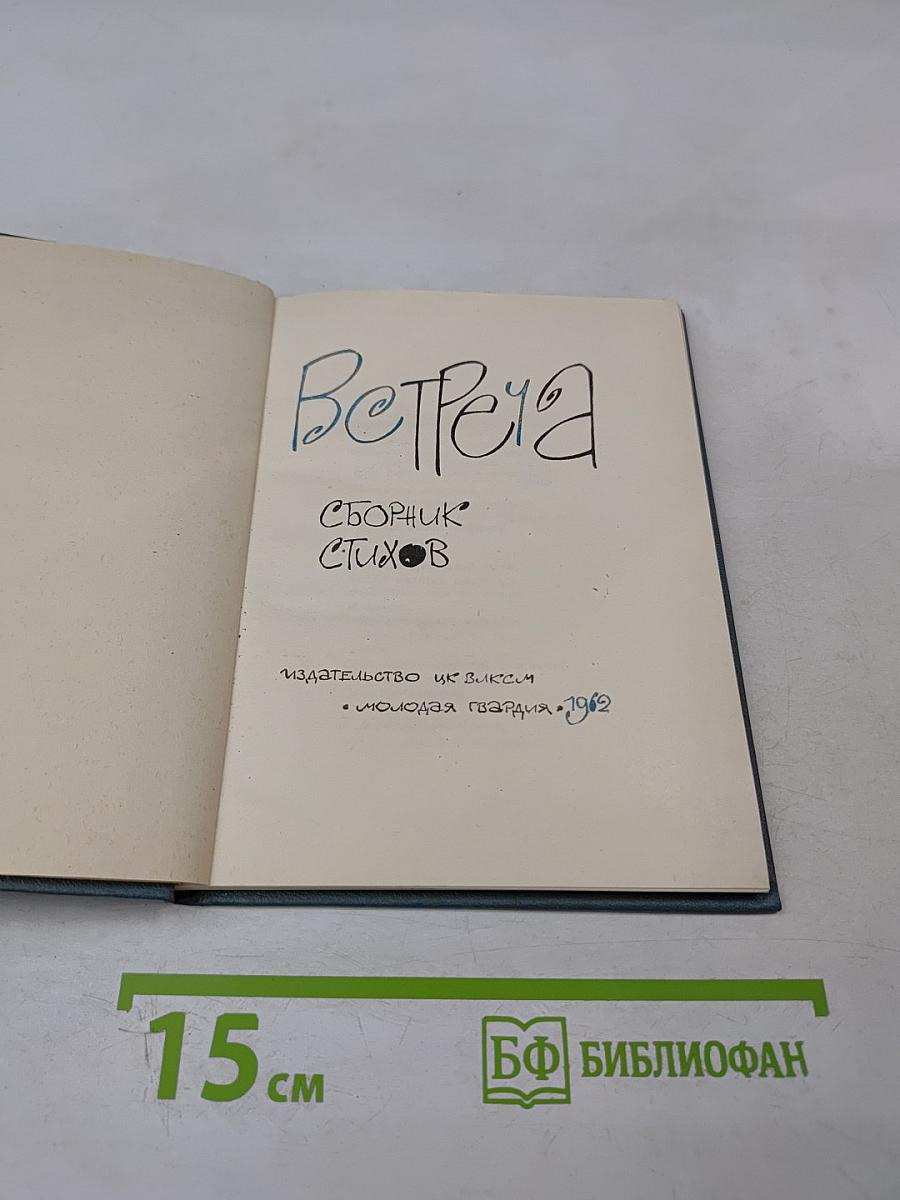 Встреча
СБОРНИК
СТИХОВ
ИЗДАТЕЛЬСТВО ЦК ВЛКСМ
• МОЛОДАЯ ГВАРДИЯ • 1962
15 см
БФ БИБЛИОФАН